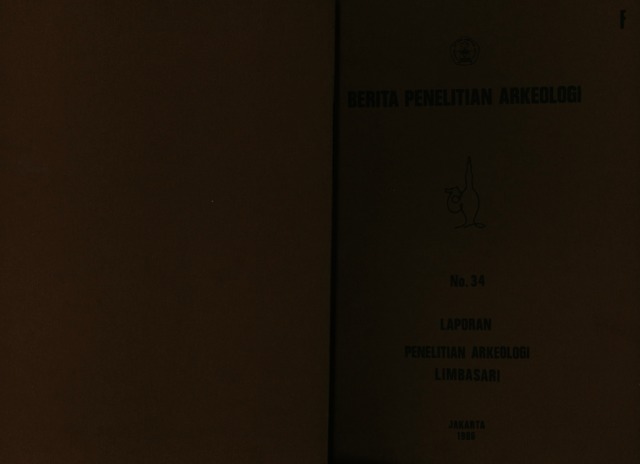 F
BERITA PENELITIAN ARKEOLOGI
No. 34
LAPORAN
PENELITIAN ARKEOLOGI
LIMBASARI
JAKARTA